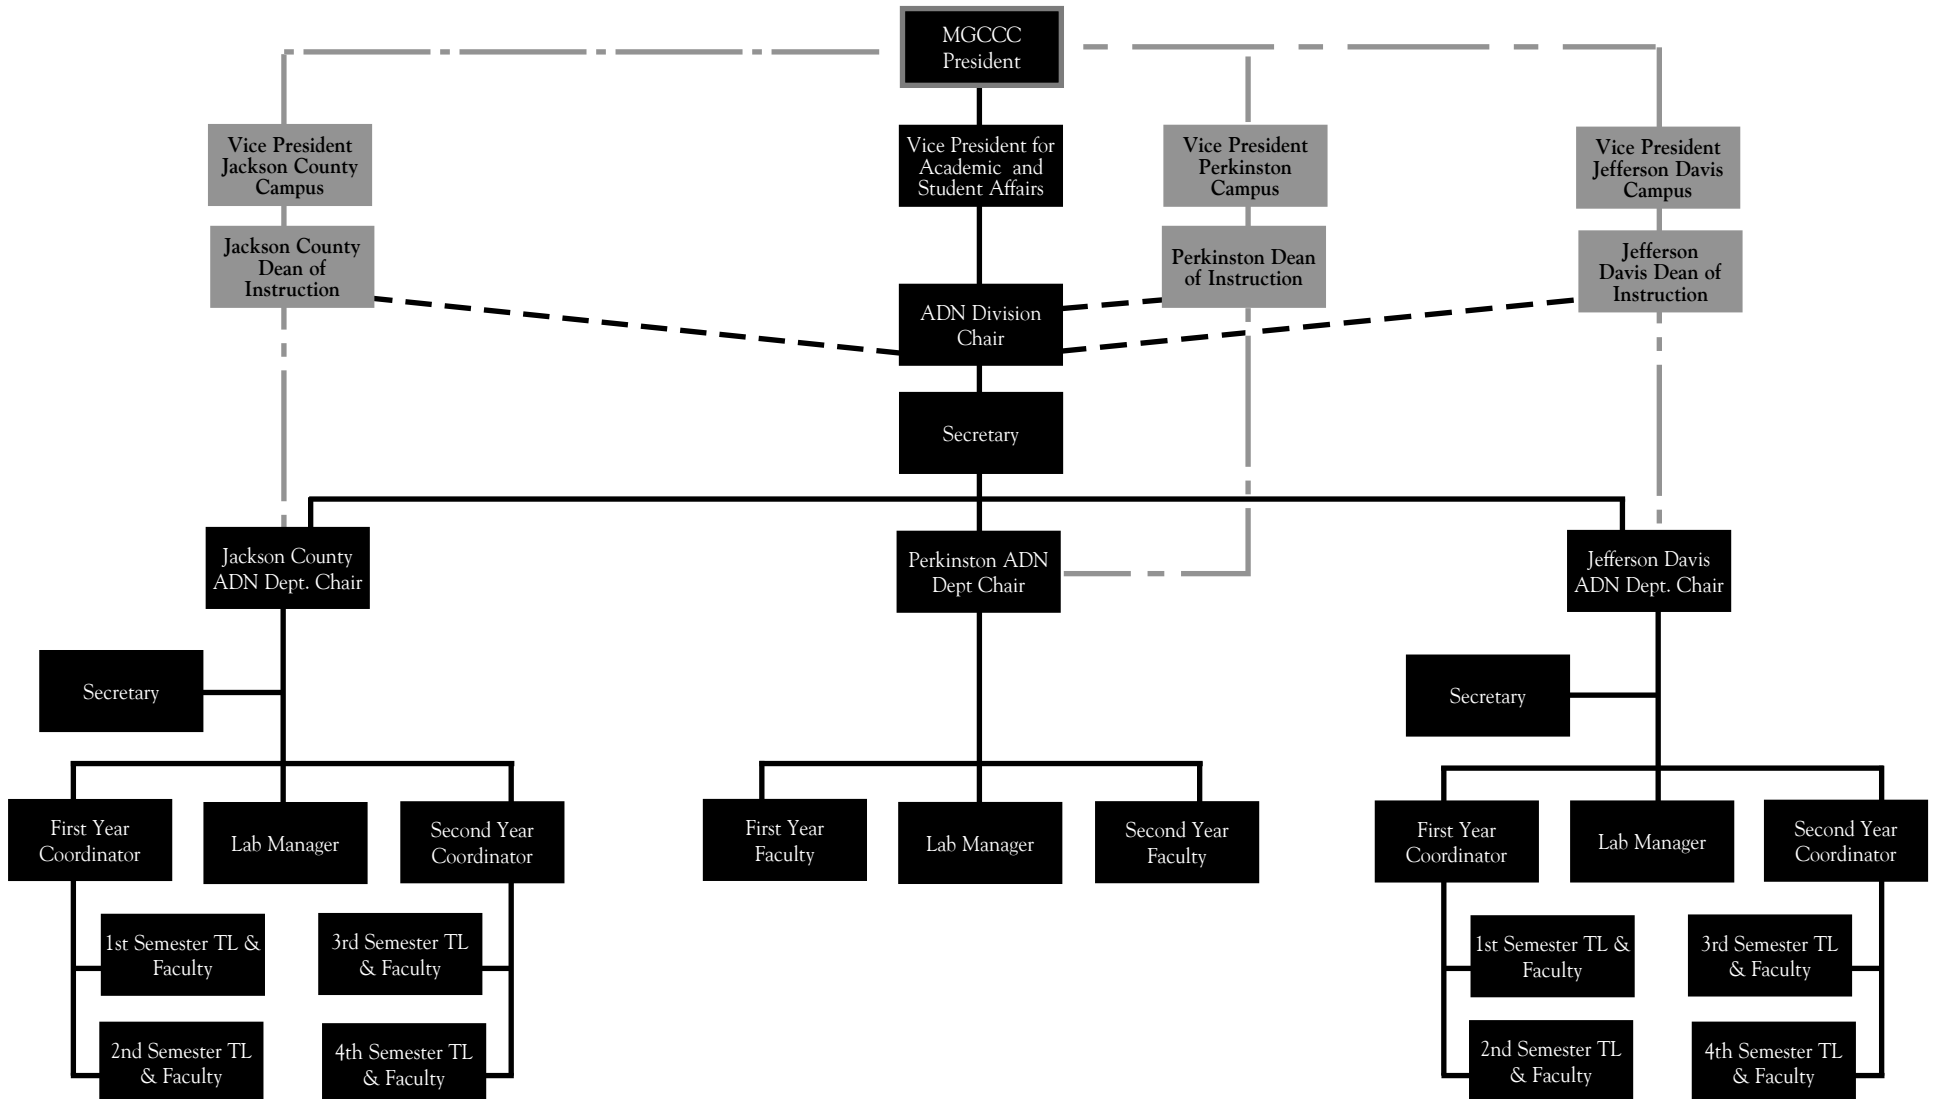 MGCCC
President
Vice President
Jackson County
Campus
Vice President for
Academic and
Student Affairs
Vice President
Perkinston
Campus
Vice President
Jefferson Davis
Campus
Jackson County
Dean of
Instruction
Perkinston Dean
of Instruction
Jefferson
Davis Dean of
Instruction
ADN Division
Chair
Secretary
Jackson County
ADN Dept. Chair
Perkinston ADN
Dept Chair
Jefferson Davis
ADN Dept. Chair
Secretary
Secretary
First Year
Coordinator
Lab Manager
Second Year
Coordinator
First Year
Faculty
Lab Manager
Second Year
Faculty
First Year
Coordinator
Lab Manager
Second Year
Coordinator
1st Semester TL &
Faculty
3rd Semester TL
& Faculty
1st Semester TL &
Faculty
3rd Semester TL
& Faculty
2nd Semester TL
& Faculty
4th Semester TL
& Faculty
2nd Semester TL
& Faculty
4th Semester TL
& Faculty